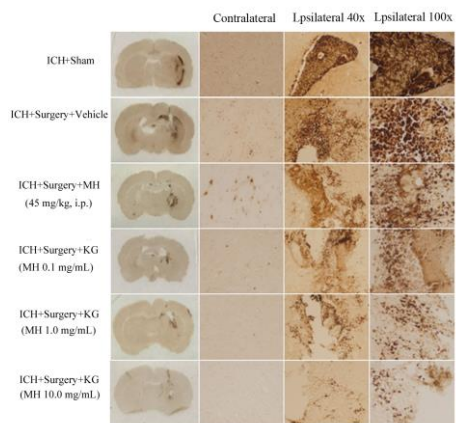 Contralateral Lpsilateral 40x Lpsilateral 100x
ICH+Sham
ICH+Surgery+Vehicle
ICH+Surgery+MH
(45 mg/kg, i.p.)
ICH+Surgery+KG
(MH 0.1 mg/mL)
ICH+Surgery+KG
(MH 1.0 mg/mL)
ICH+Surgery+KG
(MH 10.0 mg/mL)